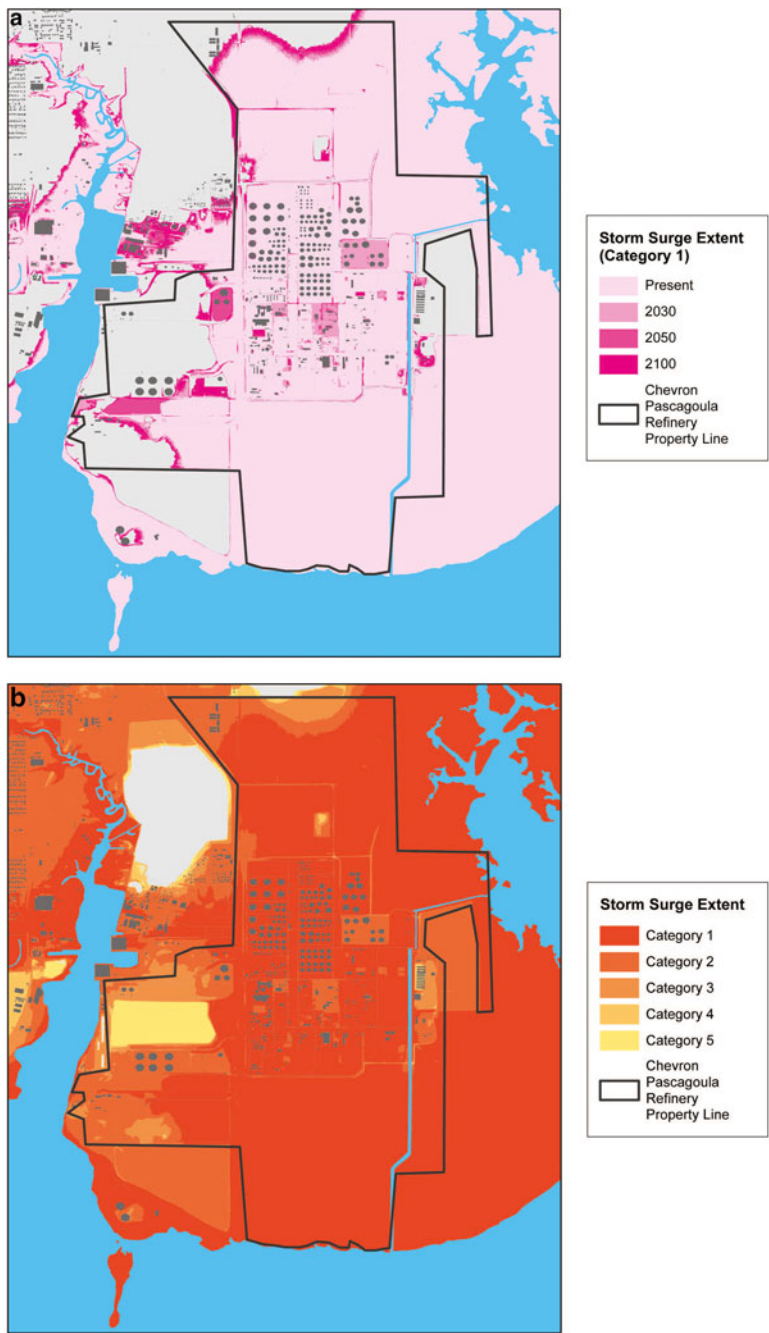 a
Storm Surge Extent
(Category 1)
Present
2030
2050
2100
Chevron
Pascagoula
Refinery
Property Line
b
Storm Surge Extent
Category 1
Category 2
Category 3
Category 4
Category 5
Chevron
Pascagoula
Refinery
Property Line